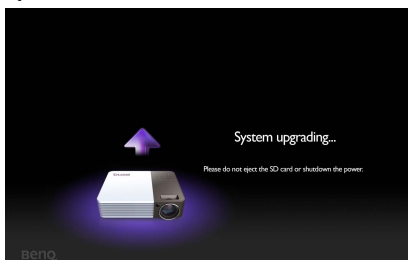 System upgrading...
Please do not eject the SD card or shutdown the power.
BenQ